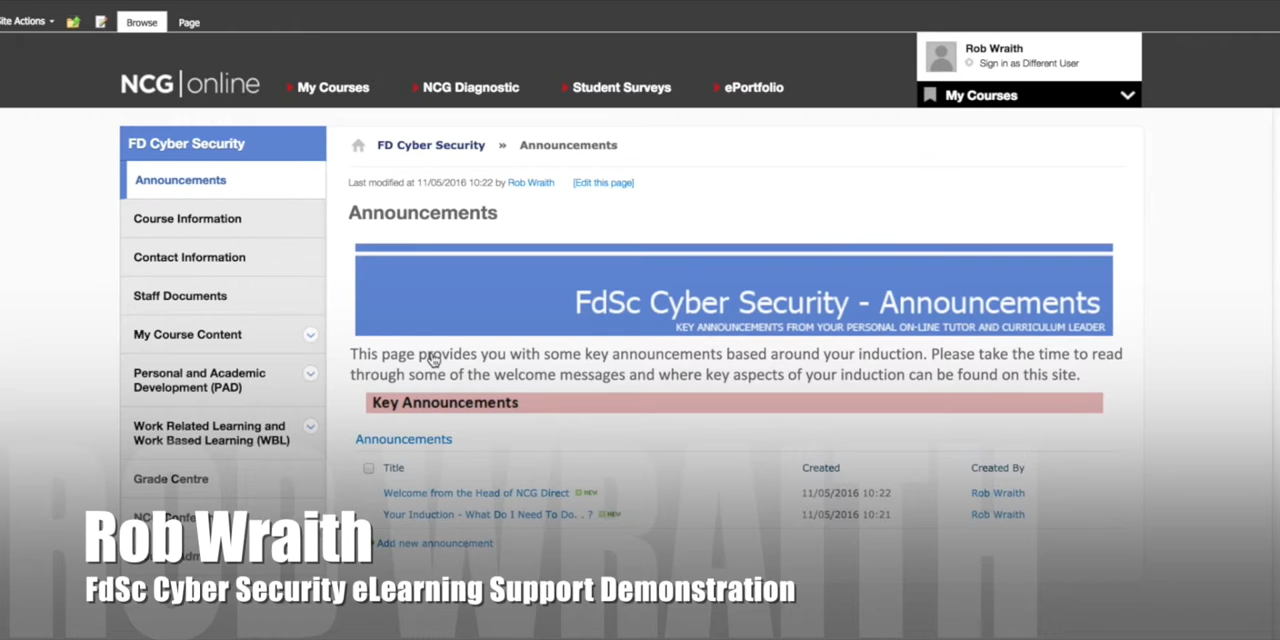 Site Actions
Browse
Page
Rob Wraith
Sign in as Different User
NCG online
My Courses
NCG Diagnostic
Student Surveys
ePortfolio
My Courses
FD Cyber Security
Announcements
Course Information
Contact Information
Staff Documents
My Course Content
Personal and Academic
Development (PAD)
Work Related Learning and
Work Based Learning (WBL)
Grade Centre
FD Cyber Security » Announcements
Last modified at 11/05/2016 10:22 by Rob Wraith [Edit this page]
Announcements
FdSc Cyber Security - Announcements
KEY ANNOUNCEMENTS FROM YOUR PERSONAL ON-LINE TUTOR AND CURRICULUM LEADER
This page provides you with some key announcements based around your induction. Please take the time to read
through some of the welcome messages and where key aspects of your induction can be found on this site.
Key Announcements
Announcements
Title Created Created By
Welcome from the Head of NCG Direct NEW 11/05/2016 10:22 Rob Wraith
Your Induction - What Do I Need To Do. . ? NEW 11/05/2016 10:21 Rob Wraith
Add new announcement
ROB WRAITH
Rob Wraith
FdSc Cyber Security eLearning Support Demonstration